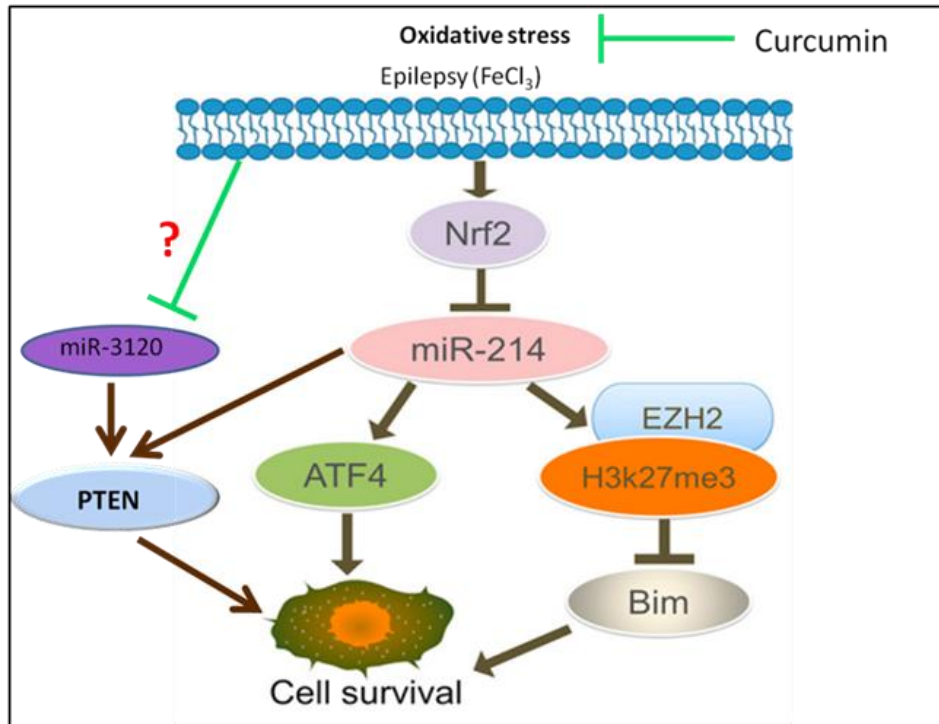 Oxidative stress
Curcumin
Epilepsy (FeCl₃)
?
Nrf2
miR-3120
miR-214
EZH2
PTEN
ATF4
H3k27me3
Bim
Cell survival